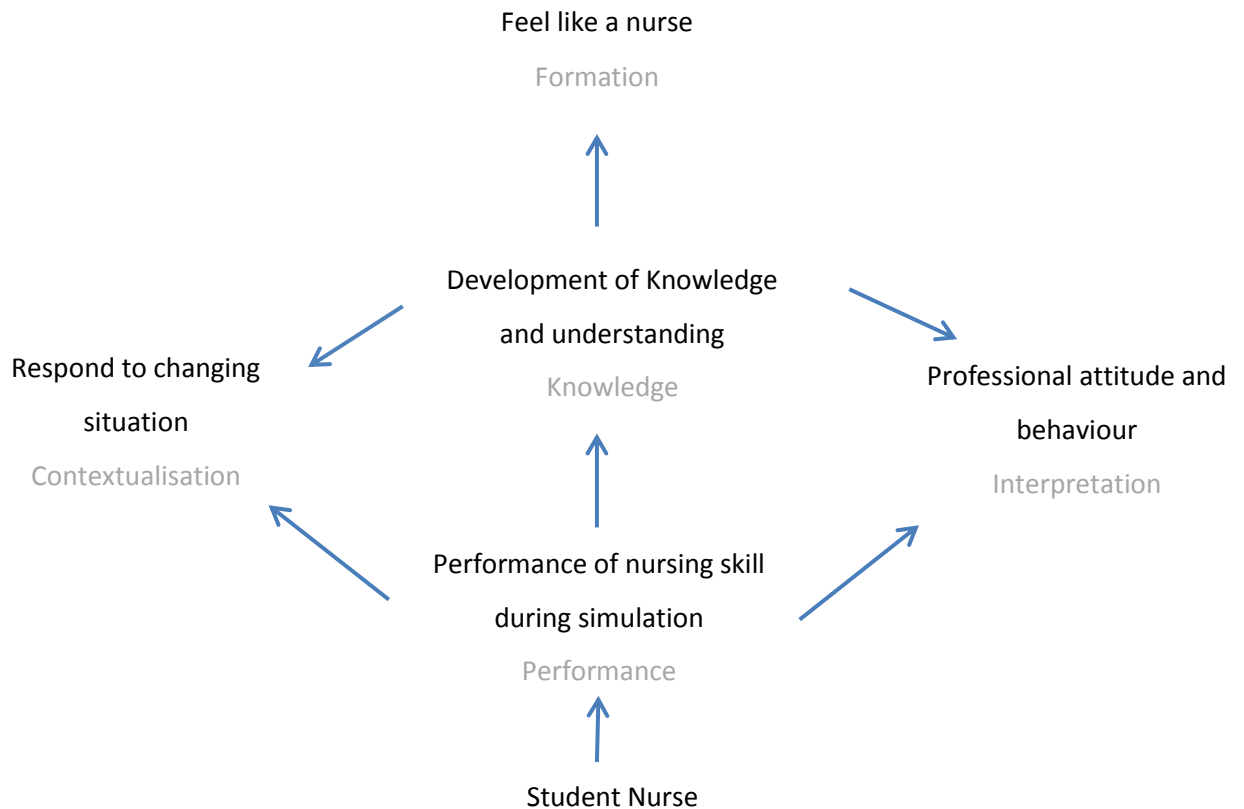 Feel like a nurse
Formation
Development of Knowledge
and understanding
Knowledge
Respond to changing
situation
Contextualisation
Professional attitude and
behaviour
Interpretation
Performance of nursing skill
during simulation
Performance
Student Nurse